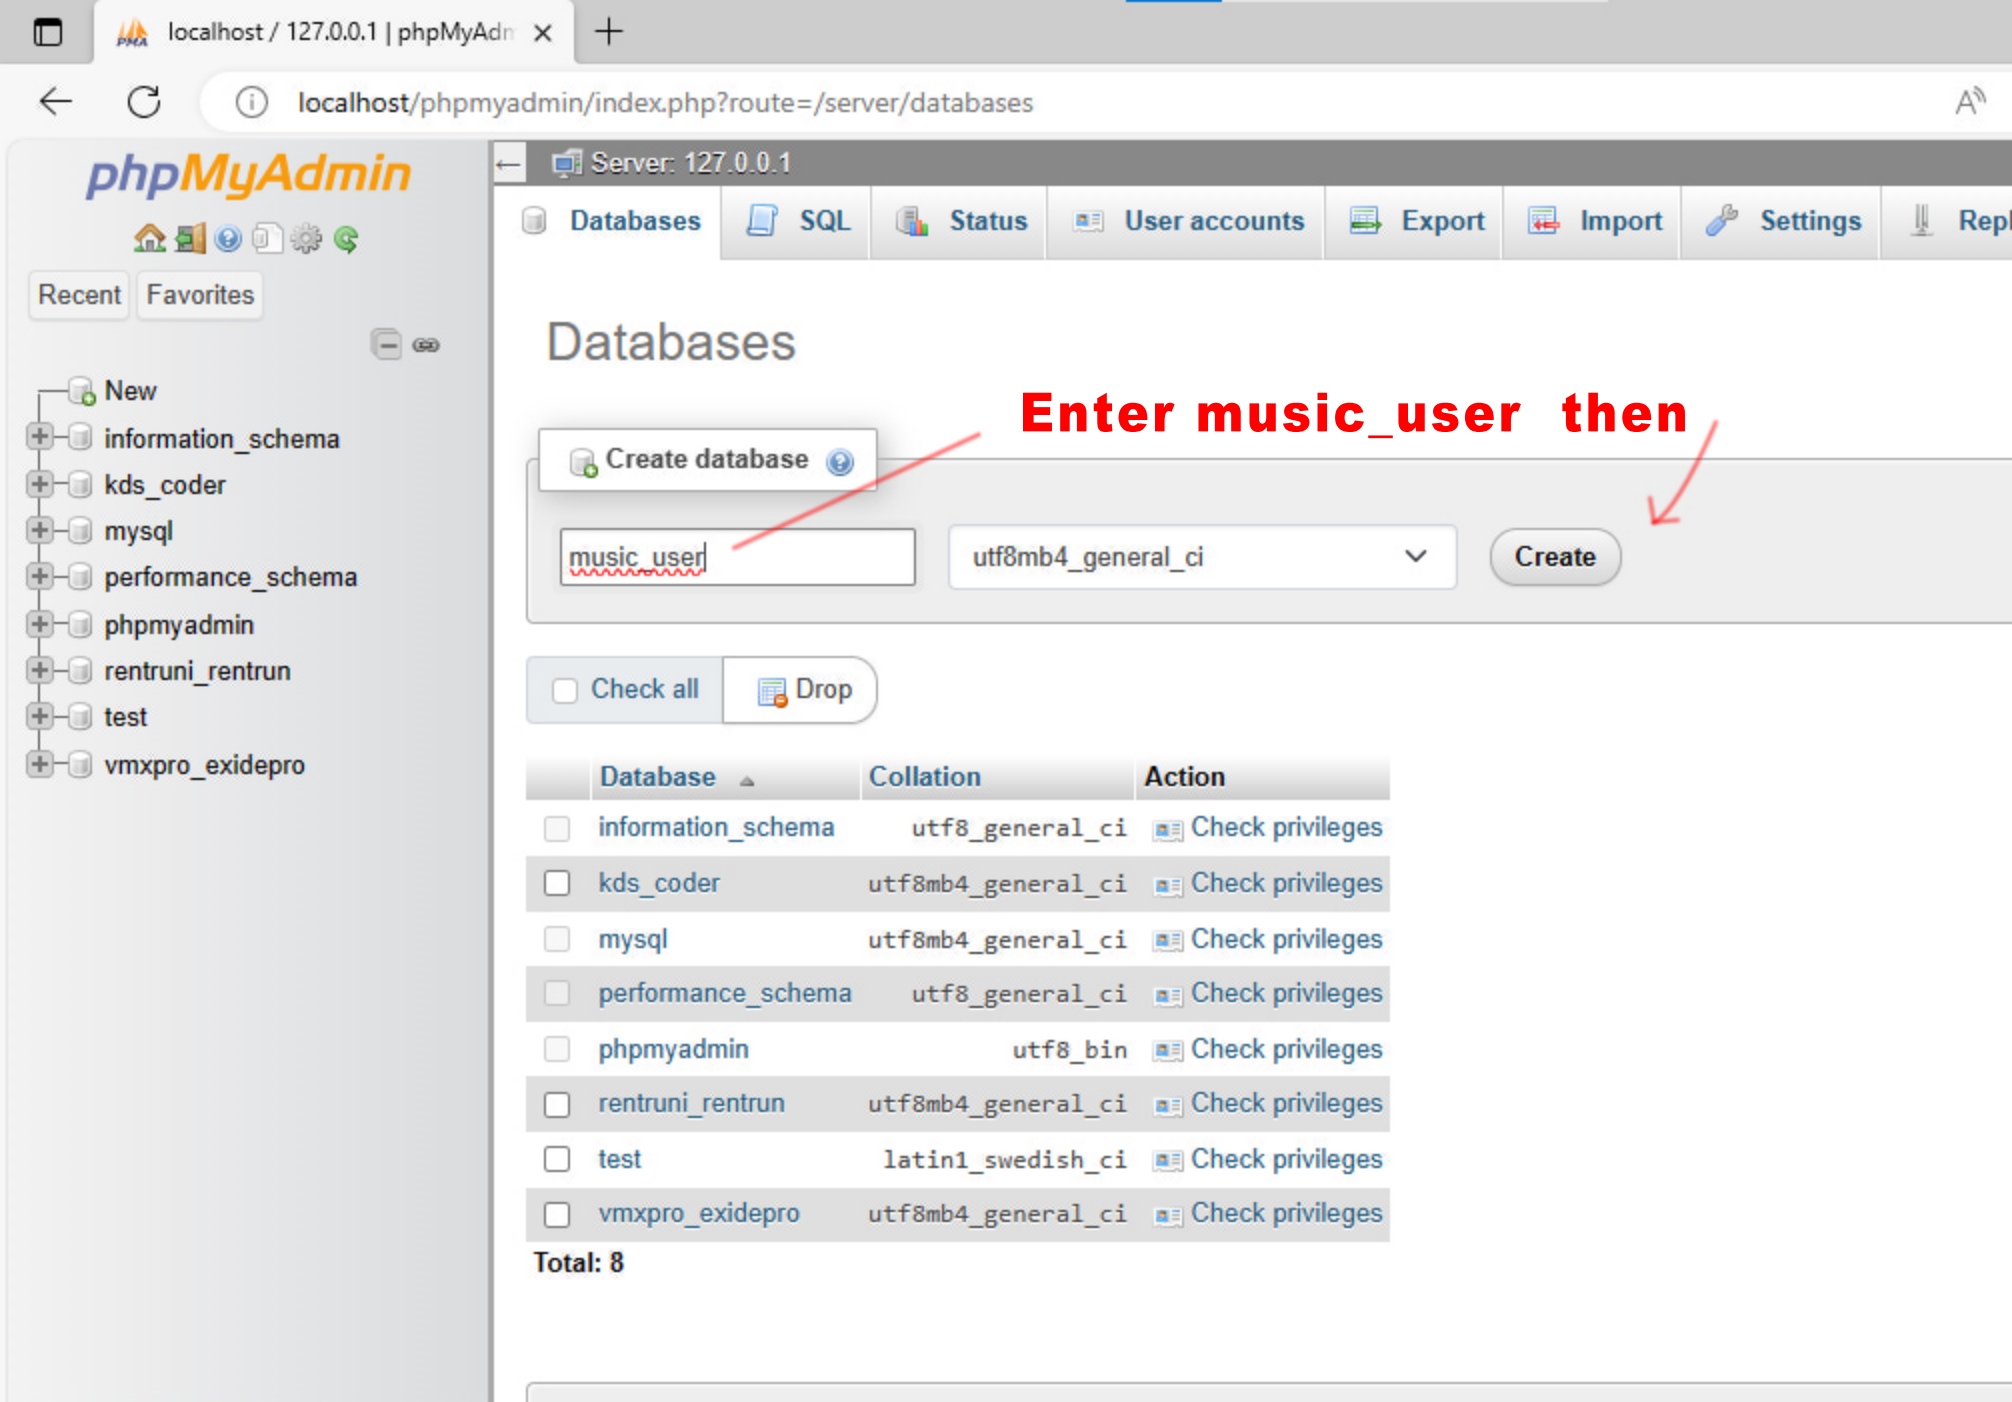 localhost / 127.0.0.1 | phpMyAdm
localhost/phpmyadmin/index.php?route=/server/databases
phpMyAdmin
Recent Favorites
New
information_schema
kds_coder
mysql
performance_schema
phpmyadmin
rentruni_rentrun
test
vmxpro_exidepro
Server: 127.0.0.1
Databases SQL Status User accounts Export Import Settings Repl
Databases
Enter music_user then
Create database
music_user utf8mb4_general_ci Create
Check all Drop
Database Collation Action
information_schema utf8_general_ci Check privileges
kds_coder utf8mb4_general_ci Check privileges
mysql utf8mb4_general_ci Check privileges
performance_schema utf8_general_ci Check privileges
phpmyadmin utf8_bin Check privileges
rentruni_rentrun utf8mb4_general_ci Check privileges
test latin1_swedish_ci Check privileges
vmxpro_exidepro utf8mb4_general_ci Check privileges
Total: 8